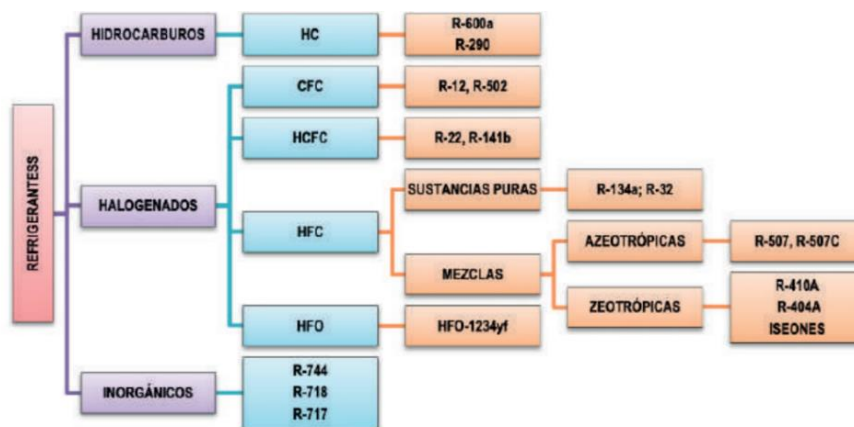 REFRIGERANTESS
HIDROCARBUROS
HC
R-600a
R-290
HALOGENADOS
CFC
R-12, R-502
HCFC
R-22, R-141b
HFC
SUSTANCIAS PURAS
R-134a; R-32
MEZCLAS
AZEOTRÓPICAS
R-507, R-507C
ZEOTRÓPICAS
R-410A
R-404A
ISEONES
HFO
HFO-1234yf
INORGÁNICOS
R-744
R-718
R-717